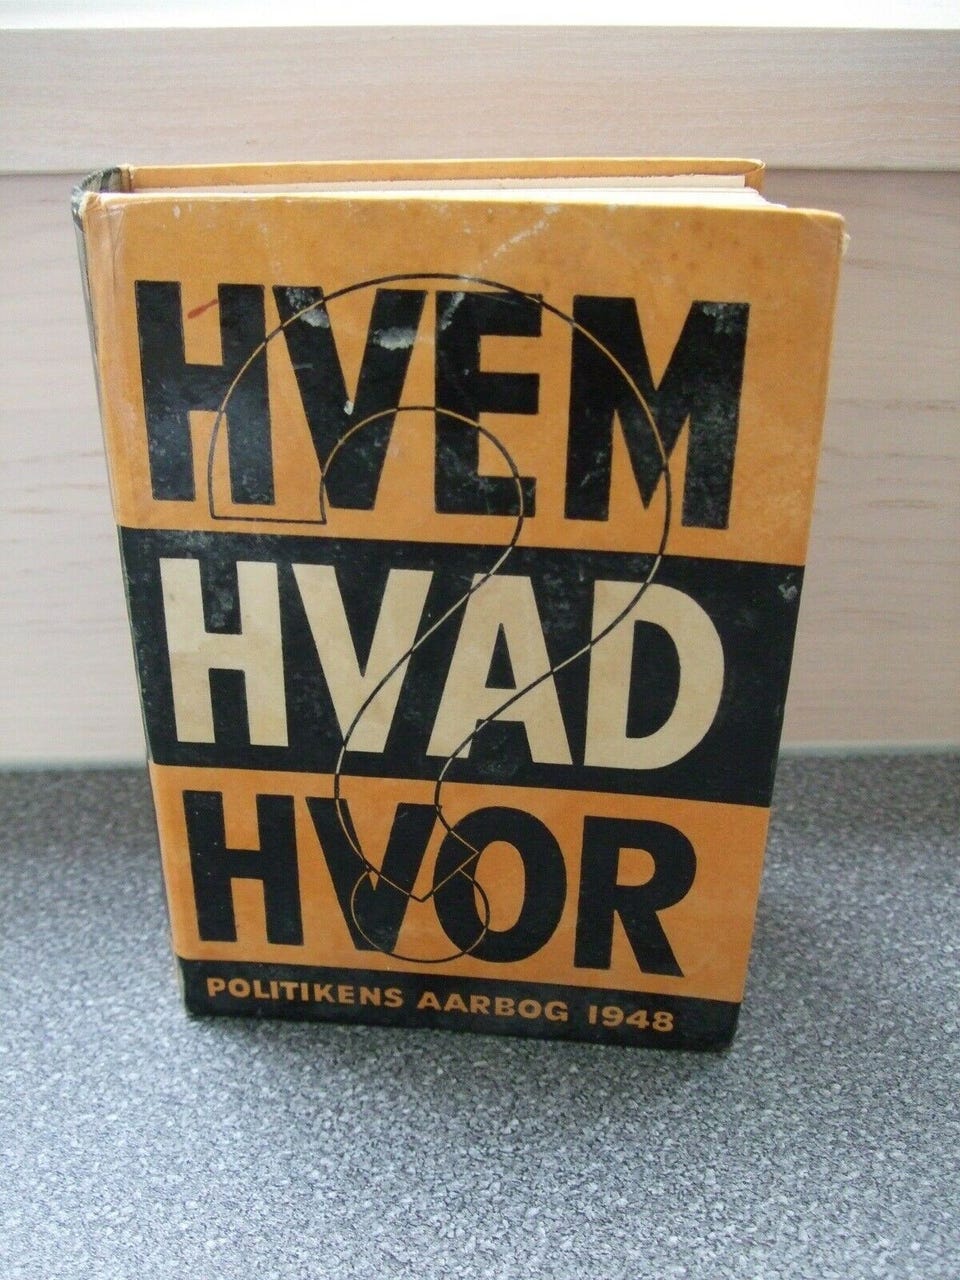 HVEM
HVAD
HVOR
POLITIKENS AARBOG 1948